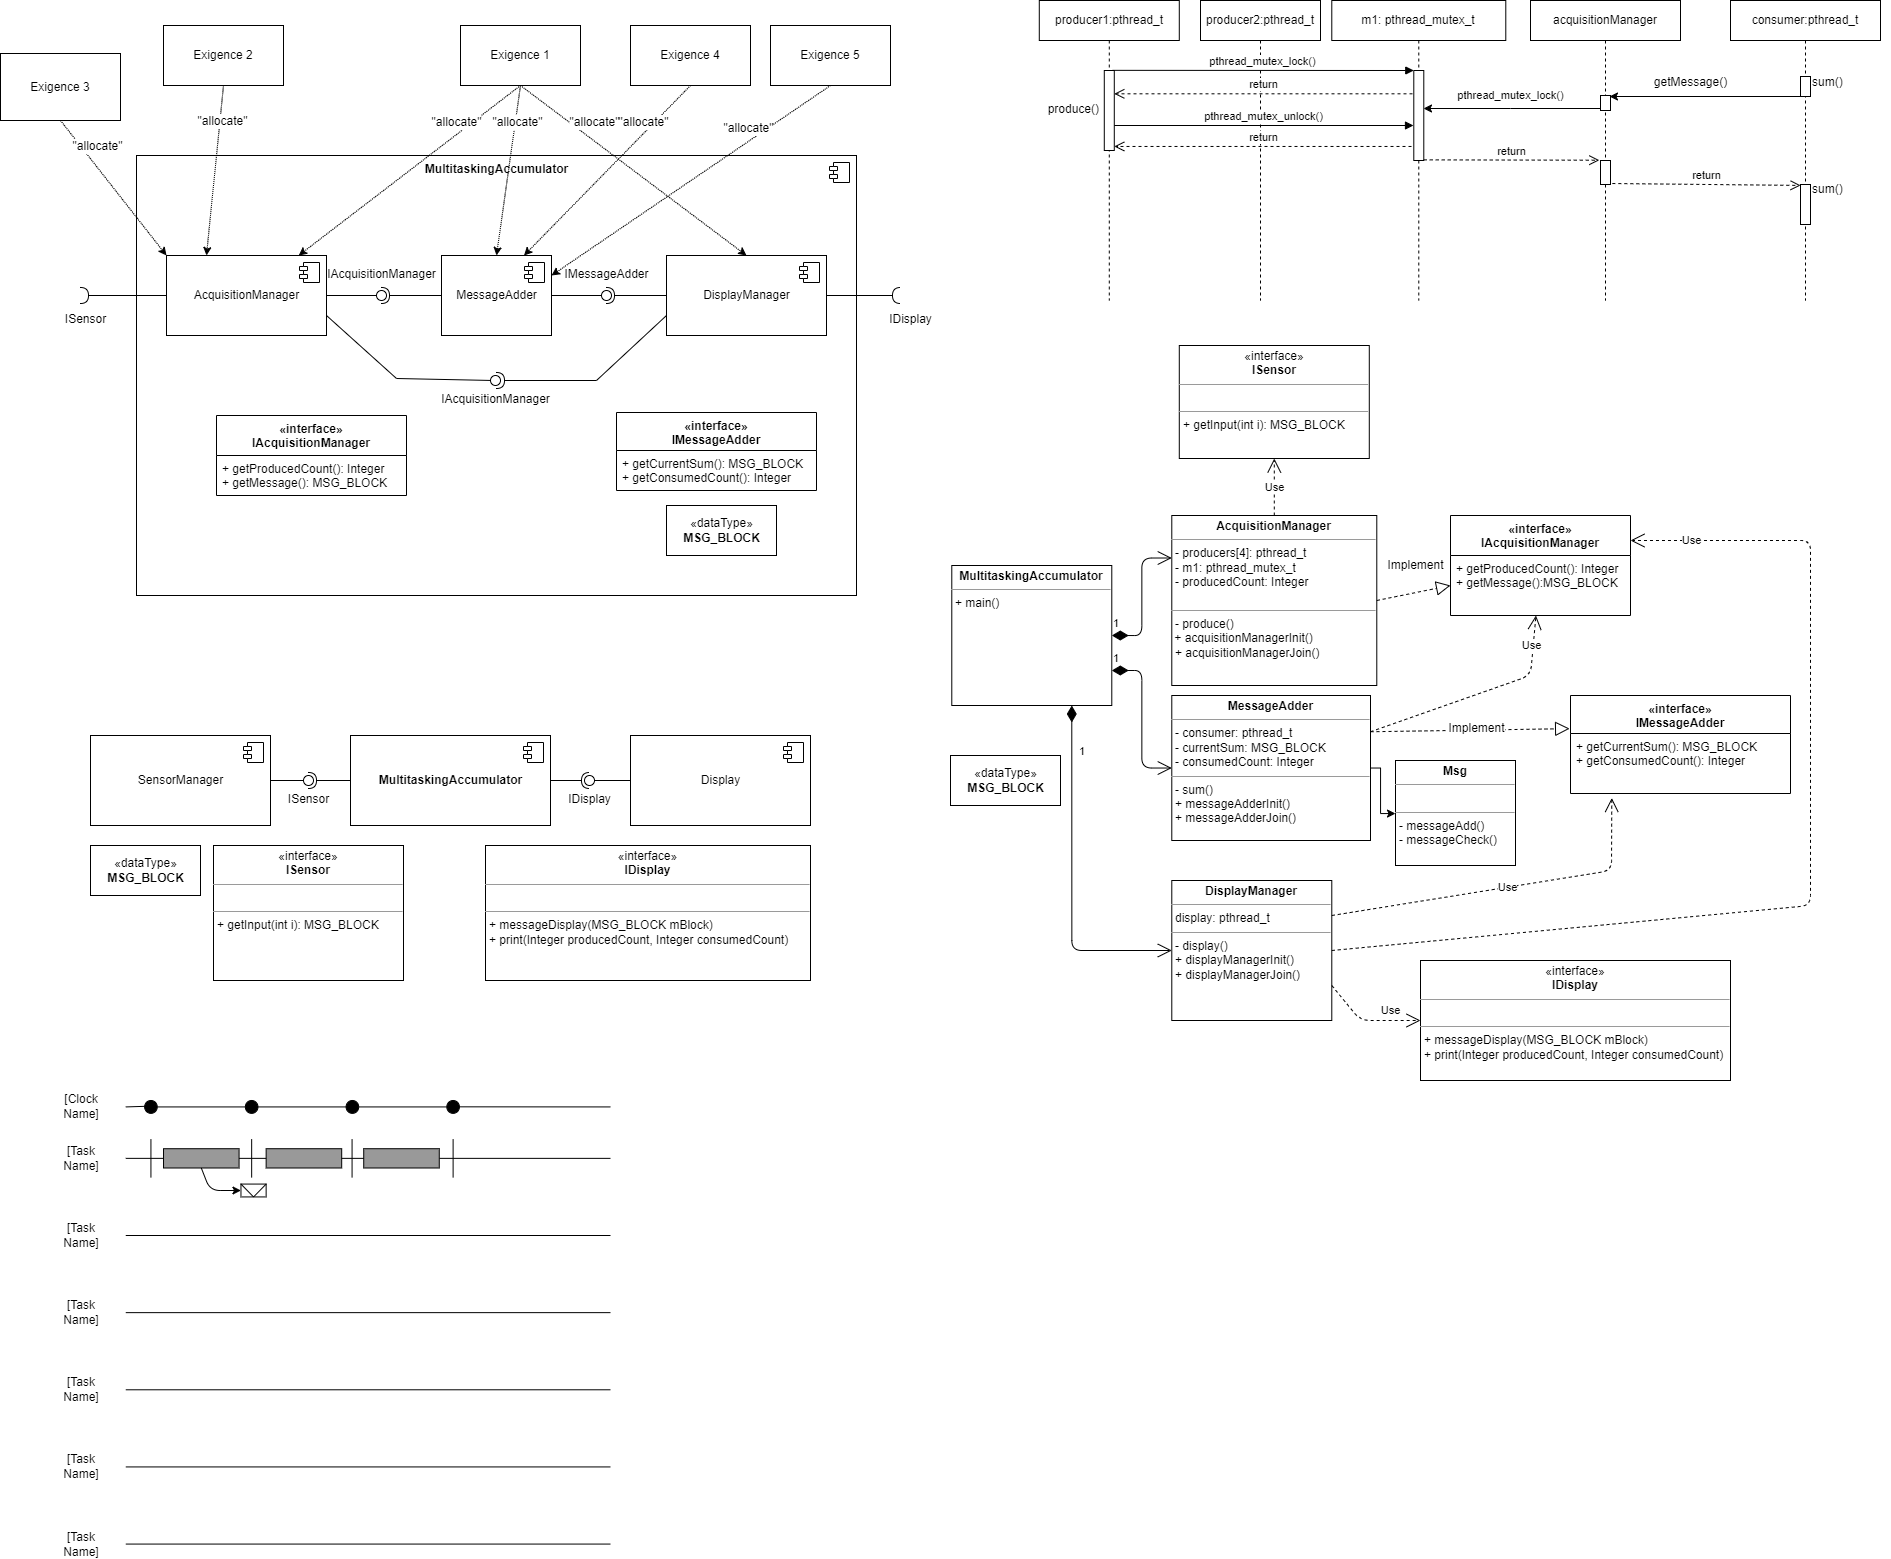 Exigence 3
Exigence 2
Exigence 1
Exigence 4
Exigence 5
"allocate"
"allocate"
"allocate"
"allocate"
"allocate"
"allocate"
"allocate"
MultitaskingAccumulator
AcquisitionManager
IAcquisitionManager
MessageAdder
IMessageAdder
DisplayManager
ISensor
IDisplay
IAcquisitionManager
«interface»
IAcquisitionManager
+ getProducedCount(): Integer
+ getMessage(): MSG_BLOCK
«interface»
IMessageAdder
+ getCurrentSum(): MSG_BLOCK
+ getConsumedCount(): Integer
«dataType»
MSG_BLOCK
SensorManager
ISensor
MultitaskingAccumulator
IDisplay
Display
«dataType»
MSG_BLOCK
«interface»
ISensor
+ getInput(int i): MSG_BLOCK
«interface»
IDisplay
+ messageDisplay(MSG_BLOCK mBlock)
+ print(Integer producedCount, Integer consumedCount)
[Clock
Name]
[Task
Name]
[Task
Name]
[Task
Name]
[Task
Name]
[Task
Name]
[Task
Name]
producer1:pthread_t
producer2:pthread_t
m1: pthread_mutex_t
acquisitionManager
consumer:pthread_t
pthread_mutex_lock()
return
produce()
pthread_mutex_unlock()
return
getMessage()
sum()
pthread_mutex_lock()
return
return
sum()
«interface»
ISensor
+ getInput(int i): MSG_BLOCK
Use
AcquisitionManager
- producers[4]: pthread_t
- m1: pthread_mutex_t
- producedCount: Integer
- produce()
+ acquisitionManagerInit()
+ acquisitionManagerJoin()
Implement
«interface»
IAcquisitionManager
+ getProducedCount(): Integer
+ getMessage():MSG_BLOCK
Use
Use
MultitaskingAccumulator
+ main()
1
1
1
«dataType»
MSG_BLOCK
MessageAdder
- consumer: pthread_t
- currentSum: MSG_BLOCK
- consumedCount: Integer
- sum()
+ messageAdderInit()
+ messageAdderJoin()
Implement
«interface»
IMessageAdder
+ getCurrentSum(): MSG_BLOCK
+ getConsumedCount(): Integer
Msg
- messageAdd()
- messageCheck()
DisplayManager
display: pthread_t
- display()
+ displayManagerInit()
+ displayManagerJoin()
Use
Use
«interface»
IDisplay
+ messageDisplay(MSG_BLOCK mBlock)
+ print(Integer producedCount, Integer consumedCount)